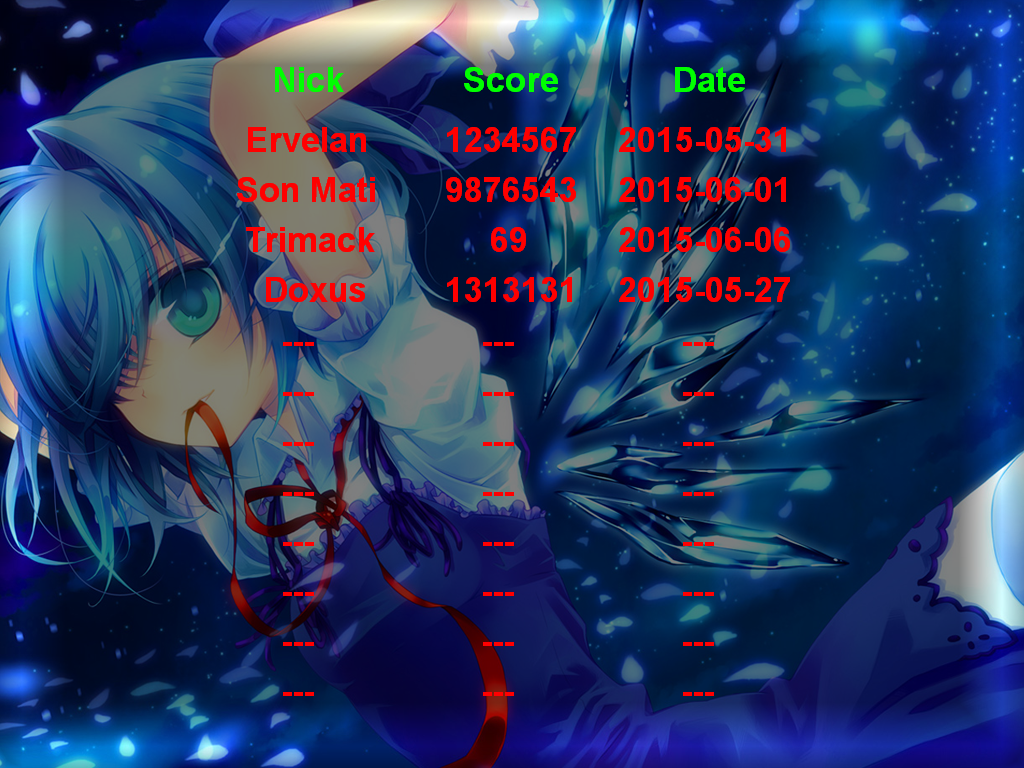 Nick Score Date
Ervelan 1234567 2015-05-31
Son Mati 9876543 2015-06-01
Trimack 69 2015-06-06
Doxus 1313131 2015-05-27
--- --- ---
--- --- ---
--- --- ---
--- --- ---
--- --- ---
--- --- ---
--- --- ---
--- --- ---